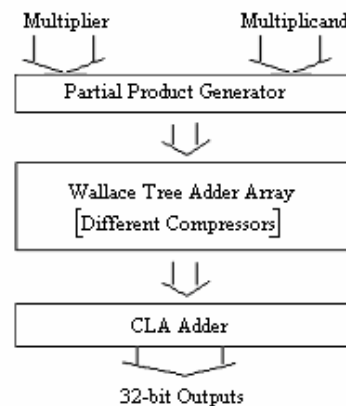 Multiplier Multiplicand
Partial Product Generator
Wallace Tree Adder Array
[Different Compressors]
CLA Adder
32-bit Outputs